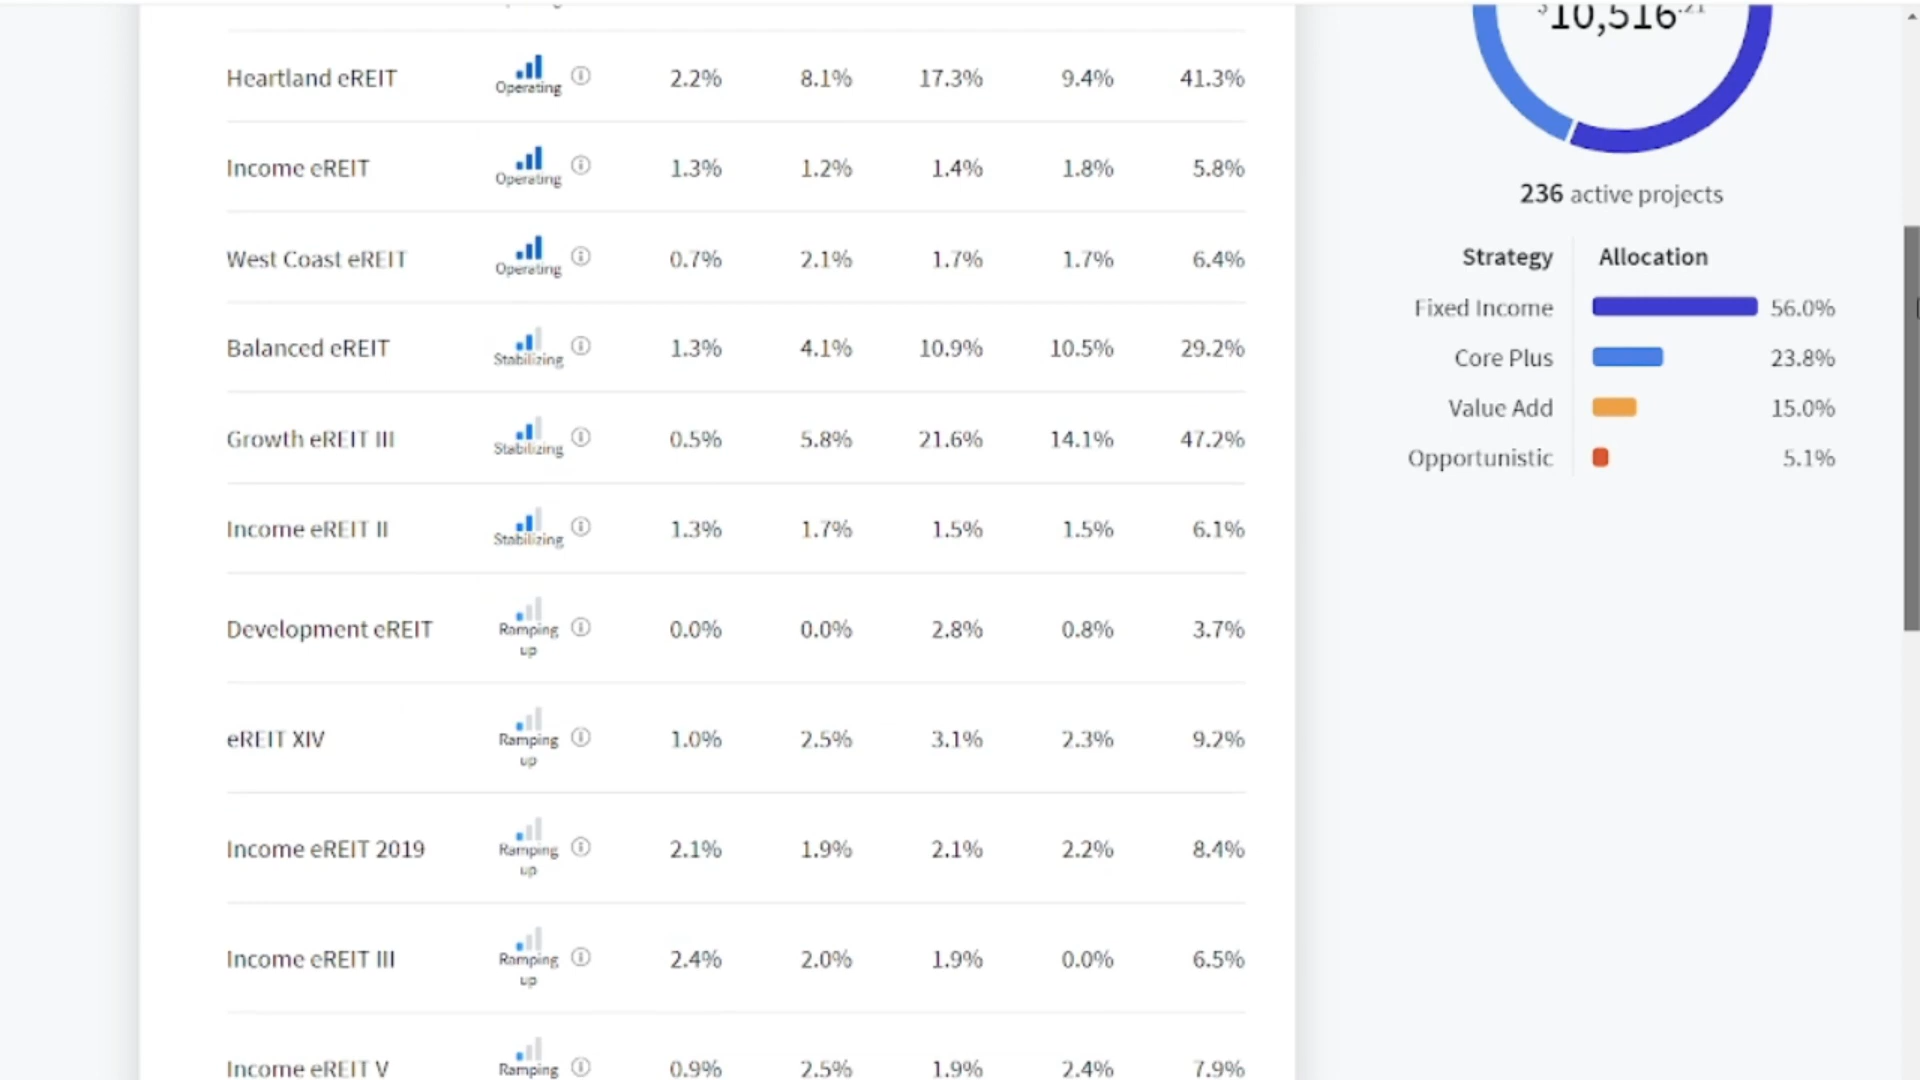 Heartland eREIT Operating 2.2% 8.1% 17.3% 9.4% 41.3%
Income eREIT Operating 1.3% 1.2% 1.4% 1.8% 5.8%
West Coast eREIT Operating 0.7% 2.1% 1.7% 1.7% 6.4%
Balanced eREIT Stabilizing 1.3% 4.1% 10.9% 10.5% 29.2%
Growth eREIT III Stabilizing 0.5% 5.8% 21.6% 14.1% 47.2%
Income eREIT II Stabilizing 1.3% 1.7% 1.5% 1.5% 6.1%
Development eREIT Ramping up 0.0% 0.0% 2.8% 0.8% 3.7%
eREIT XIV Ramping up 1.0% 2.5% 3.1% 2.3% 9.2%
Income eREIT 2019 Ramping up 2.1% 1.9% 2.1% 2.2% 8.4%
Income eREIT III Ramping up 2.4% 2.0% 1.9% 0.0% 6.5%
Income eREIT V Ramping 0.9% 2.5% 1.9% 2.4% 7.9%
$10,516.21
236 active projects
Strategy Allocation
Fixed Income 56.0%
Core Plus 23.8%
Value Add 15.0%
Opportunistic 5.1%